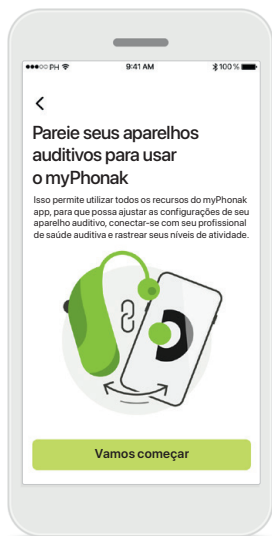 PH 9:41 AM 100%
Pareie seus aparelhos
auditivos para usar
o myPhonak
Isso permite utilizar todos os recursos do myPhonak
app, para que possa ajustar as configurações de seu
aparelho auditivo, conectar-se com seu profissional
de saúde auditiva e rastrear seus níveis de atividade.
Vamos começar